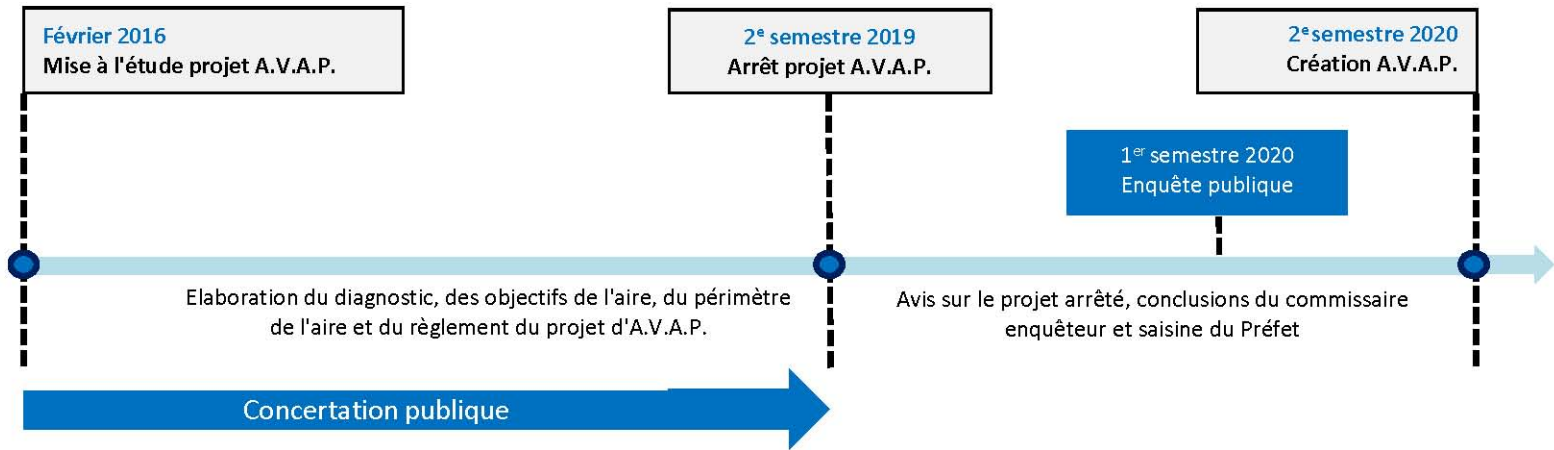 Février 2016
Mise à l'étude projet A.V.A.P.
2e semestre 2019
Arrêt projet A.V.A.P.
2e semestre 2020
Création A.V.A.P.
1er semestre 2020
Enquête publique
Elaboration du diagnostic, des objectifs de l'aire, du périmètre
de l'aire et du règlement du projet d'A.V.A.P.
Avis sur le projet arrêté, conclusions du commissaire
enquêteur et saisine du Préfet
Concertation publique